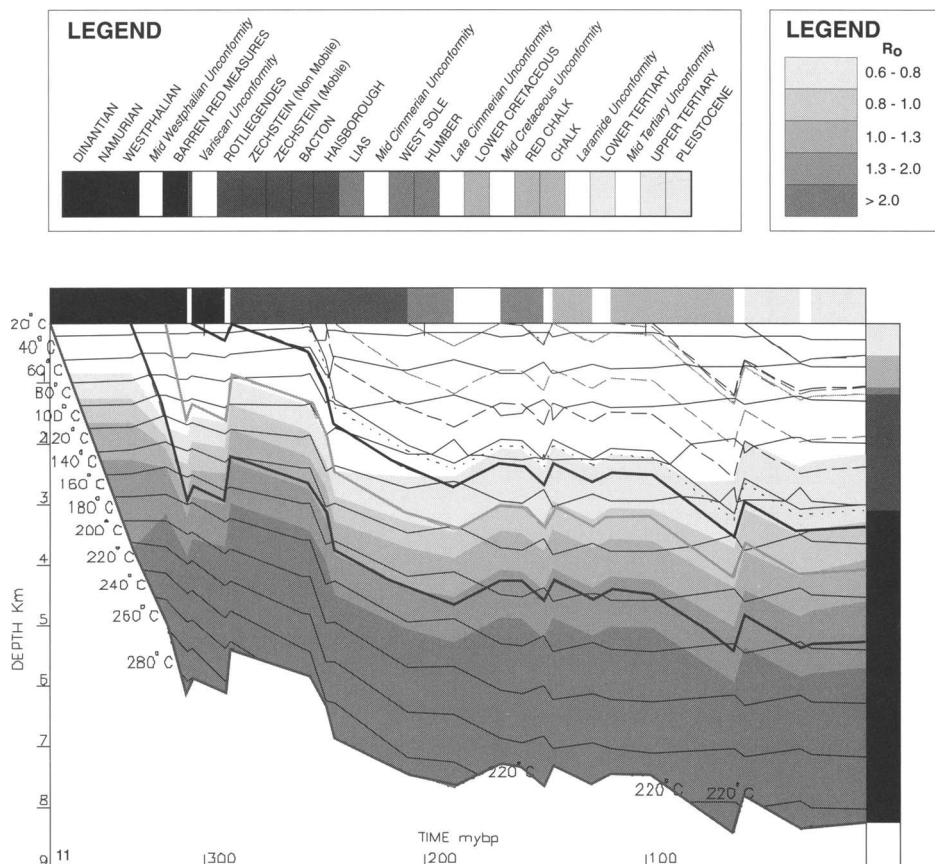 LEGEND
DINANTIAN
NAMURIAN
WESTPHALIAN
Mid Westphalian Unconformity
BARREN RED MEASURES
Variscan Unconformity
ROTLIEGENDES
ZECHSTEIN (Non Mobile)
ZECHSTEIN (Mobile)
BACTON
HAISBOROUGH
LIAS
Mid Cimmerian Unconformity
WEST SOLE
HUMBER
Late Cimmerian Unconformity
LOWER CRETACEOUS
Mid Cretaceous Unconformity
RED CHALK
CHALK
Laramide Unconformity
LOWER TERTIARY
Mid Tertiary Unconformity
UPPER TERTIARY
PLEISTOCENE
LEGEND
Ro
0.6 - 0.8
0.8 - 1.0
1.0 - 1.3
1.3 - 2.0
> 2.0
20°C
40°C
60°C
1
80°C
100°C
2
120°C
140°C
160°C
3
180°C
200°C
4
220°C
240°C
5
260°C
280°C
6
7
8
9
DEPTH Km
220°C
220°C
220°C
TIME mybp
11
300
200
100